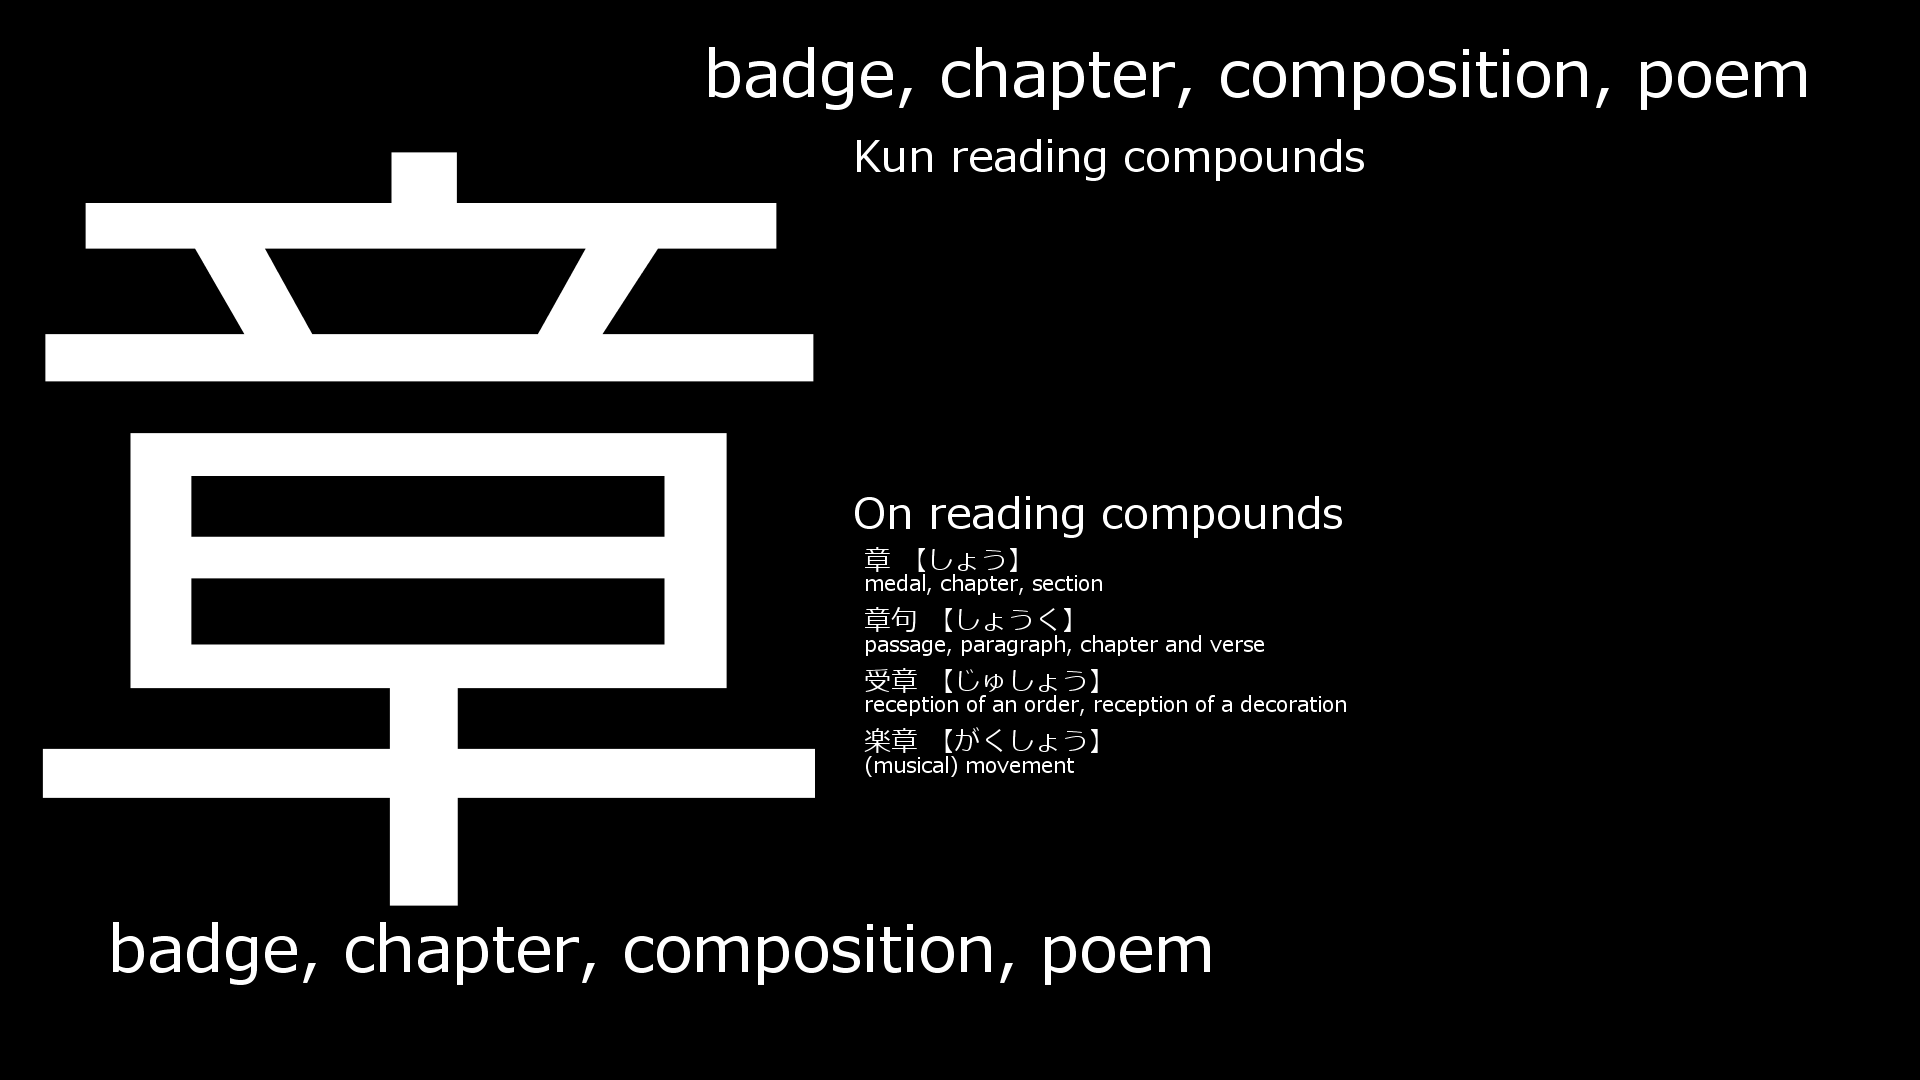 badge, chapter, composition, poem
Kun reading compounds
章
On reading compounds
章 【しょう】
medal, chapter, section
章句 【しょうく】
passage, paragraph, chapter and verse
受章 【じゅしょう】
reception of an order, reception of a decoration
楽章 【がくしょう】
(musical) movement
badge, chapter, composition, poem